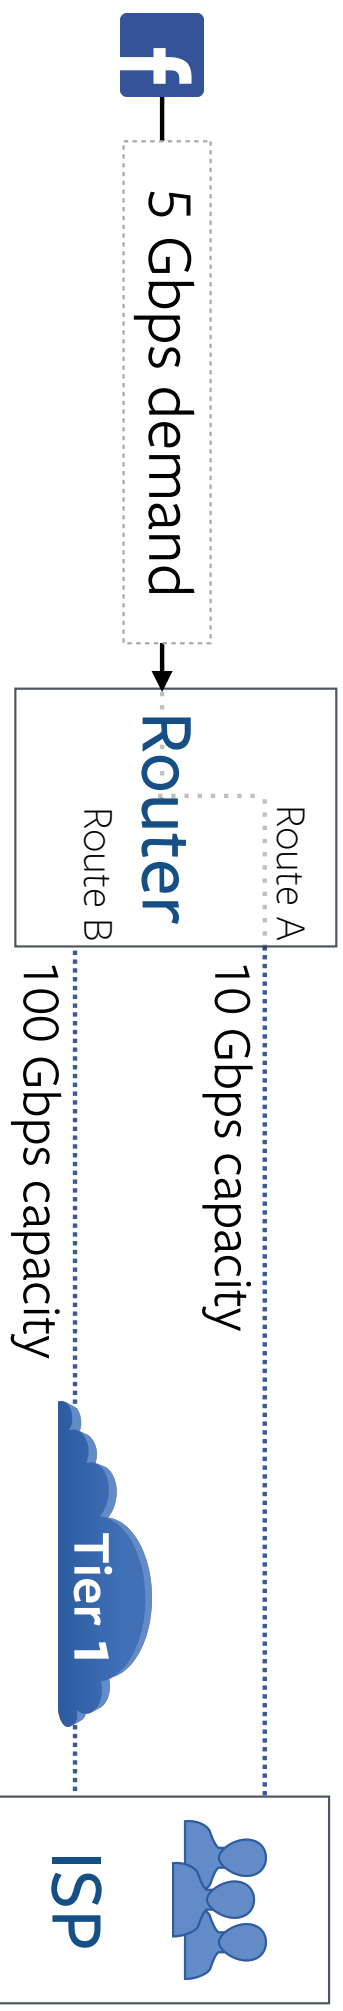 f
5 Gbps demand
Router
Route A
Route B
10 Gbps capacity
100 Gbps capacity
Tier 1
ISP